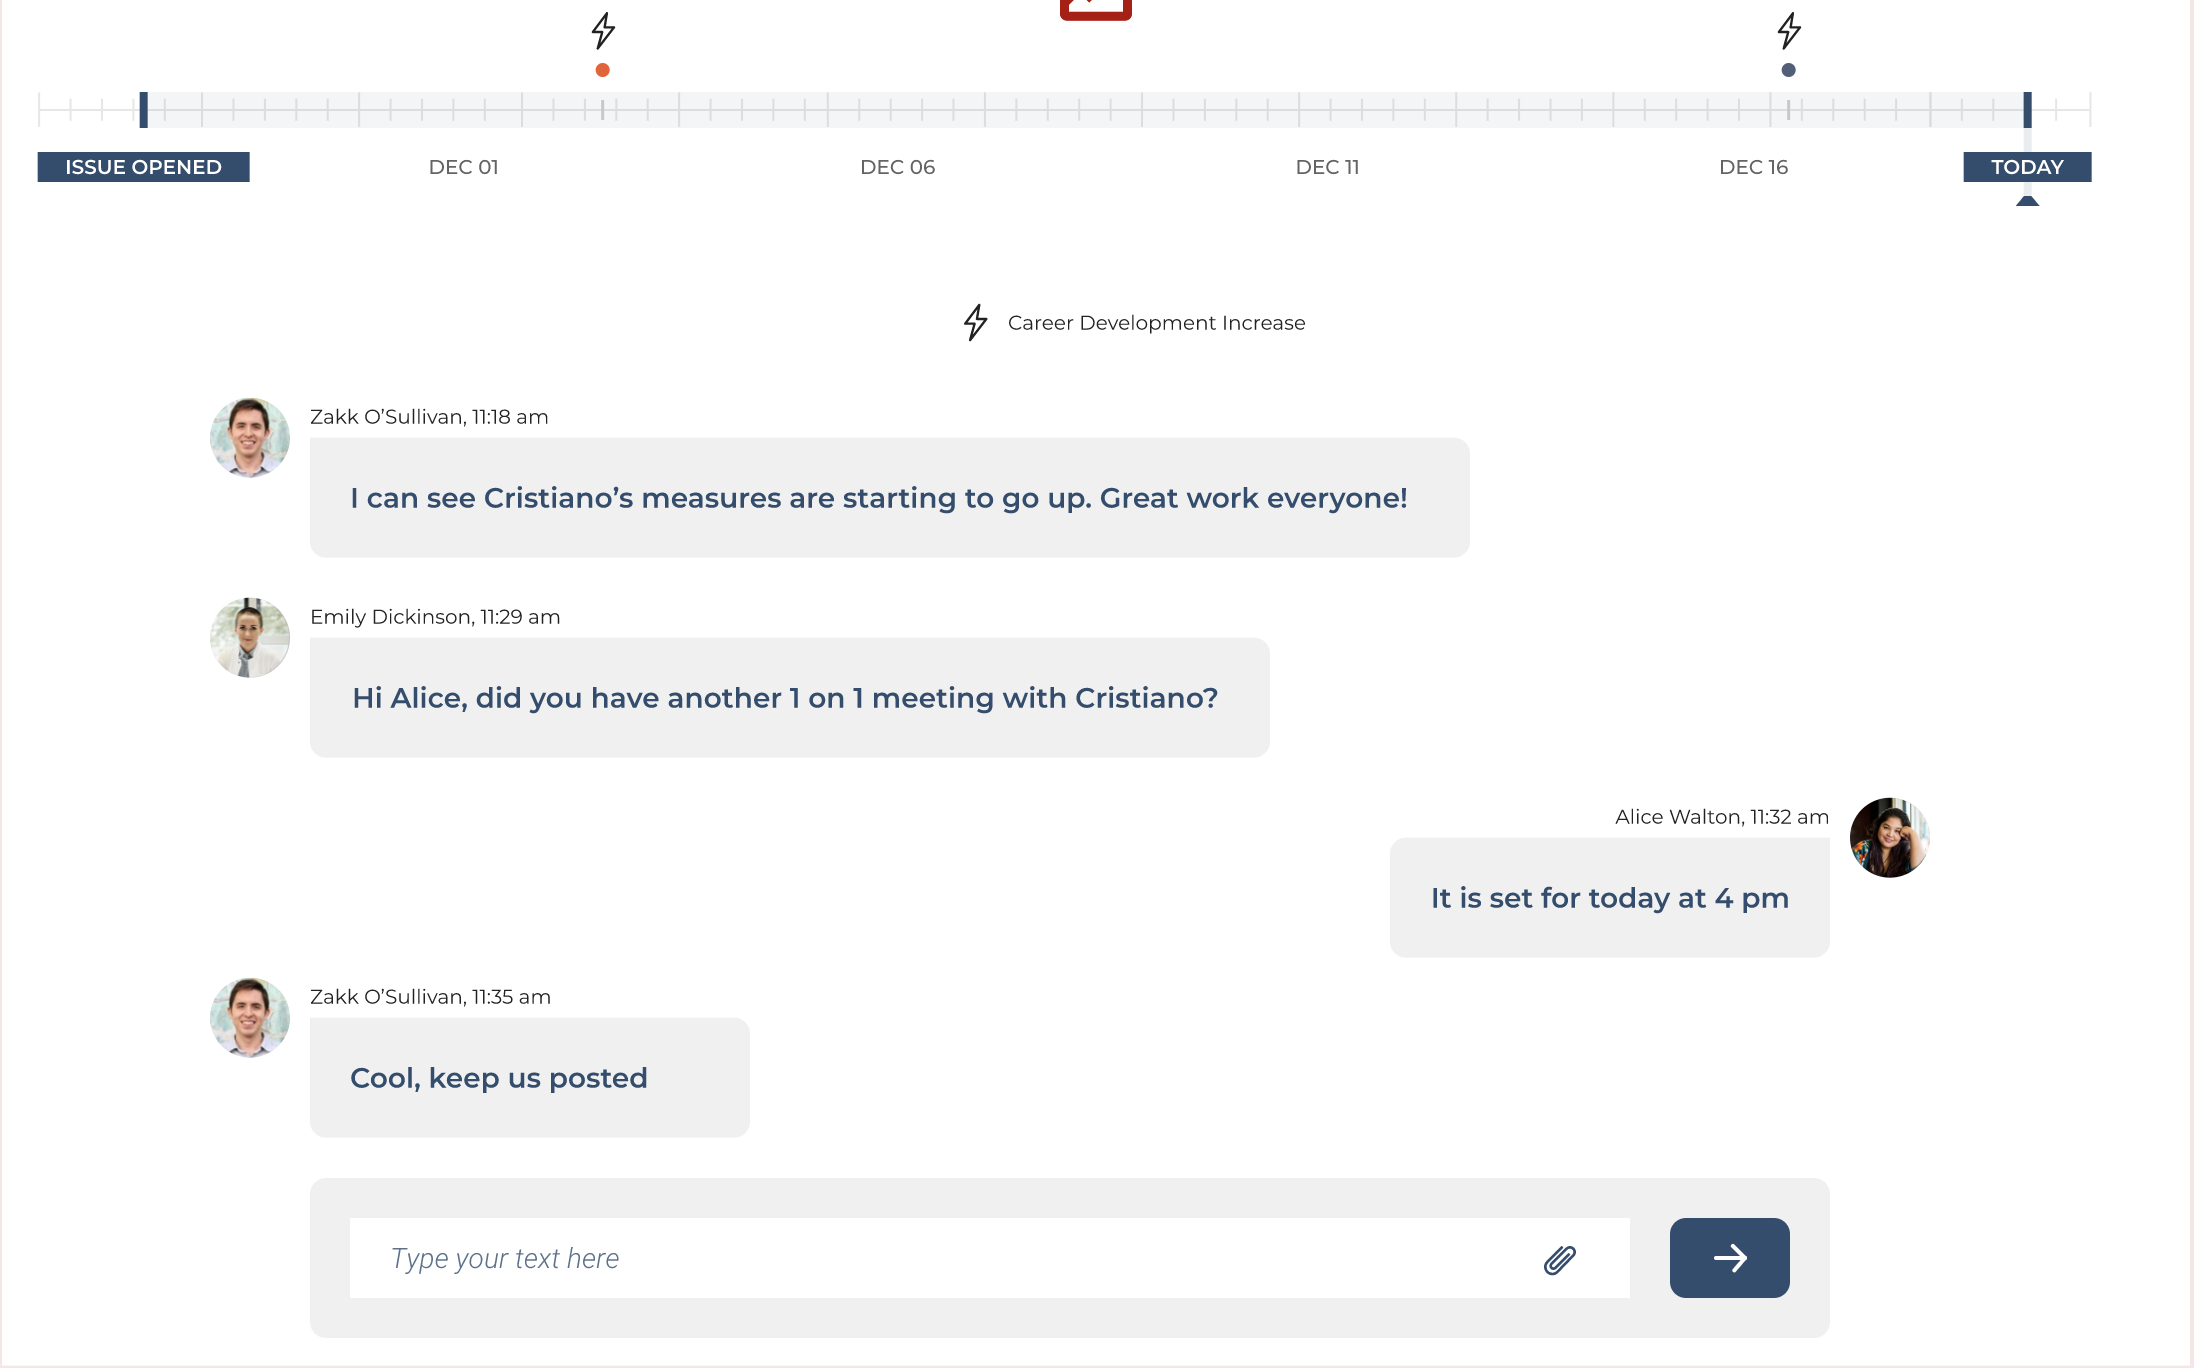 ISSUE OPENED
DEC 01
DEC 06
DEC 11
DEC 16
TODAY
Career Development Increase
Zakk O’Sullivan, 11:18 am
I can see Cristiano’s measures are starting to go up. Great work everyone!
Emily Dickinson, 11:29 am
Hi Alice, did you have another 1 on 1 meeting with Cristiano?
Alice Walton, 11:32 am
It is set for today at 4 pm
Zakk O’Sullivan, 11:35 am
Cool, keep us posted
Type your text here